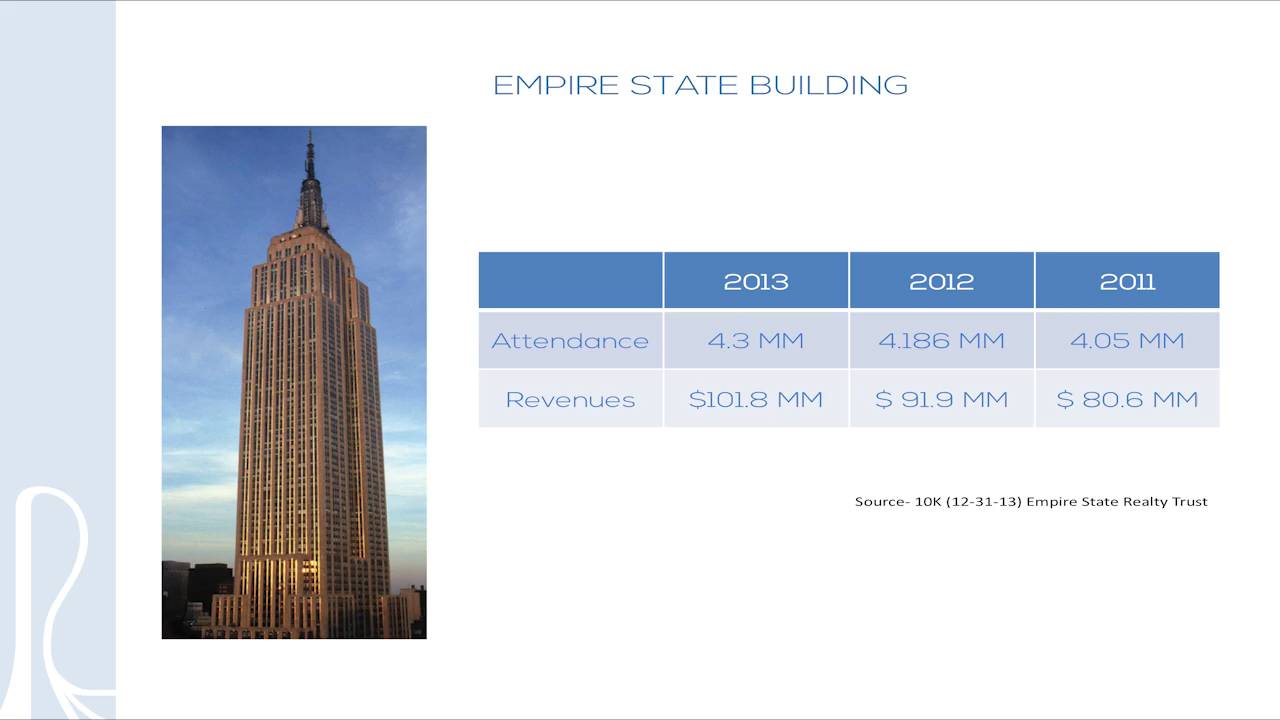 EMPIRE STATE BUILDING
2013 2012 2011
Attendance 4.3 MM 4.186 MM 4.05 MM
Revenues $101.8 MM $ 91.9 MM $ 80.6 MM
Source- 10K (12-31-13) Empire State Realty Trust